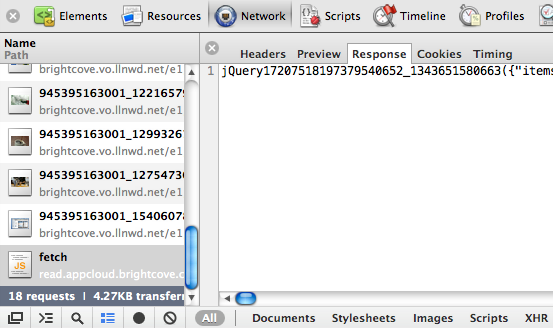 Elements Resources Network Scripts Timeline Profiles
Name
Path
Headers Preview Response Cookies Timing
1 jQuery17207518197379540652_1343651580663({"items
brightcove.vo.llnwd.net/e1
945395163001_12216579
brightcove.vo.llnwd.net/e1
945395163001_1299326
brightcove.vo.llnwd.net/e1
945395163001_1275473
brightcove.vo.llnwd.net/e1
945395163001_1540607
brightcove.vo.llnwd.net/e1
JS
fetch
read.appcloud.brightcove.c
18 requests | 4.27KB transfer
All Documents Stylesheets Images Scripts XHR